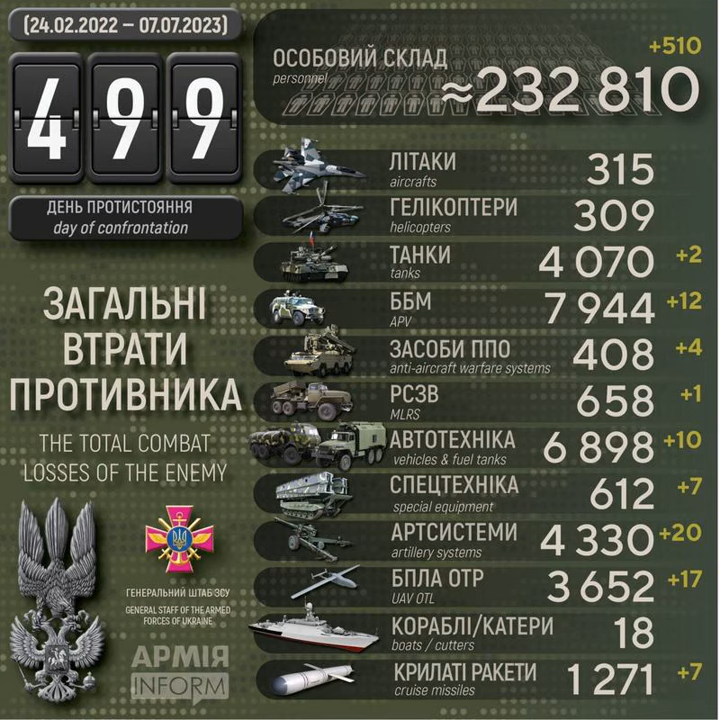 (24.02.2022 – 07.07.2023)
499
ДЕНЬ ПРОТИСТОЯННЯ
day of confrontation
ЗАГАЛЬНІ
ВТРАТИ
ПРОТИВНИКА
THE TOTAL COMBAT
LOSSES OF THE ENEMY
ГЕНЕРАЛЬНИЙ ШТАБ ЗСУ
GENERAL STAFF OF THE ARMED
FORCES OF UKRAINE
АРМІЯ
INFORM
ОСОБОВИЙ СКЛАД +510
personnel ≈232 810
ЛІТАКИ 315
aircrafts
ГЕЛІКОПТЕРИ 309
helicopters
ТАНКИ 4 070 +2
tanks
ББМ 7 944 +12
APV
ЗАСОБИ ППО 408 +4
anti-aircraft warfare systems
РСЗВ 658 +1
MLRS
АВТОТЕХНІКА 6 898 +10
vehicles & fuel tanks
СПЕЦТЕХНІКА 612 +7
special equipment
АРТСИСТЕМИ 4 330 +20
artillery systems
БПЛА ОТР 3 652 +17
UAV OTL
КОРАБЛІ/КАТЕРИ 18
boats / cutters
КРИЛАТІ РАКЕТИ 1 271 +7
cruise missiles